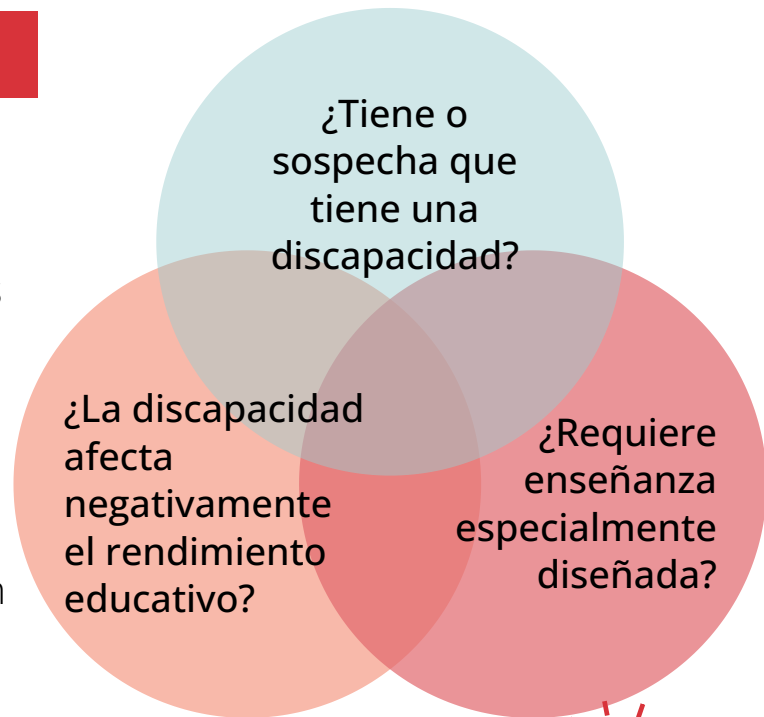 ¿Tiene o
sospecha que
tiene una
discapacidad?
¿La discapacidad
afecta
negativamente
el rendimiento
educativo?
¿Requiere
enseñanza
especialmente
diseñada?